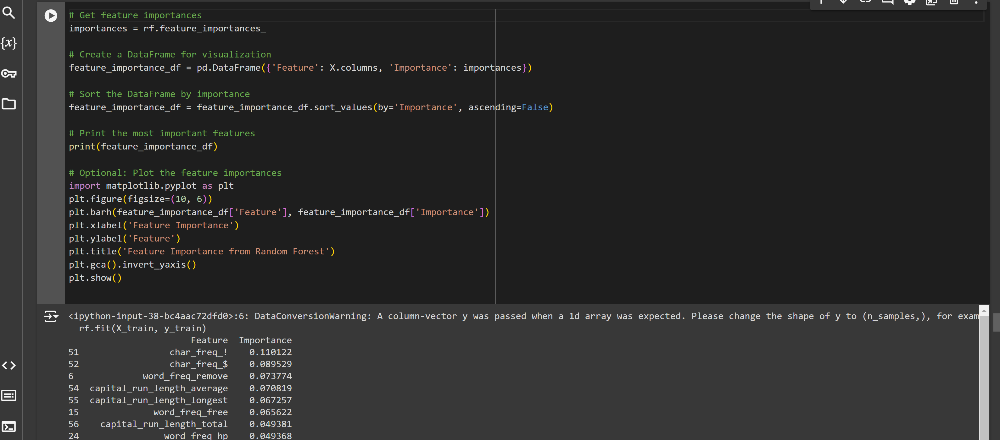 # Get feature importances
importances = rf.feature_importances_
# Create a DataFrame for visualization
feature_importance_df = pd.DataFrame({'Feature': X.columns, 'Importance': importances})
# Sort the DataFrame by importance
feature_importance_df = feature_importance_df.sort_values(by='Importance', ascending=False)
# Print the most important features
print(feature_importance_df)
# Optional: Plot the feature importances
import matplotlib.pyplot as plt
plt.figure(figsize=(10, 6))
plt.barh(feature_importance_df['Feature'], feature_importance_df['Importance'])
plt.xlabel('Feature Importance')
plt.ylabel('Feature')
plt.title('Feature Importance from Random Forest')
plt.gca().invert_yaxis()
plt.show()
<ipython-input-38-bc4aac72dfd0>:6: DataConversionWarning: A column-vector y was passed when a 1d array was expected. Please change the shape of y to (n_samples,), for exam
rf.fit(X_train, y_train)
Feature Importance
51 char_freq_! 0.110122
52 char_freq_$ 0.089529
6 word_freq_remove 0.073774
54 capital_run_length_average 0.070819
55 capital_run_length_longest 0.067257
15 word_freq_free 0.065622
56 capital_run_length_total 0.049381
24 word_freq_hp 0.049368
{x}